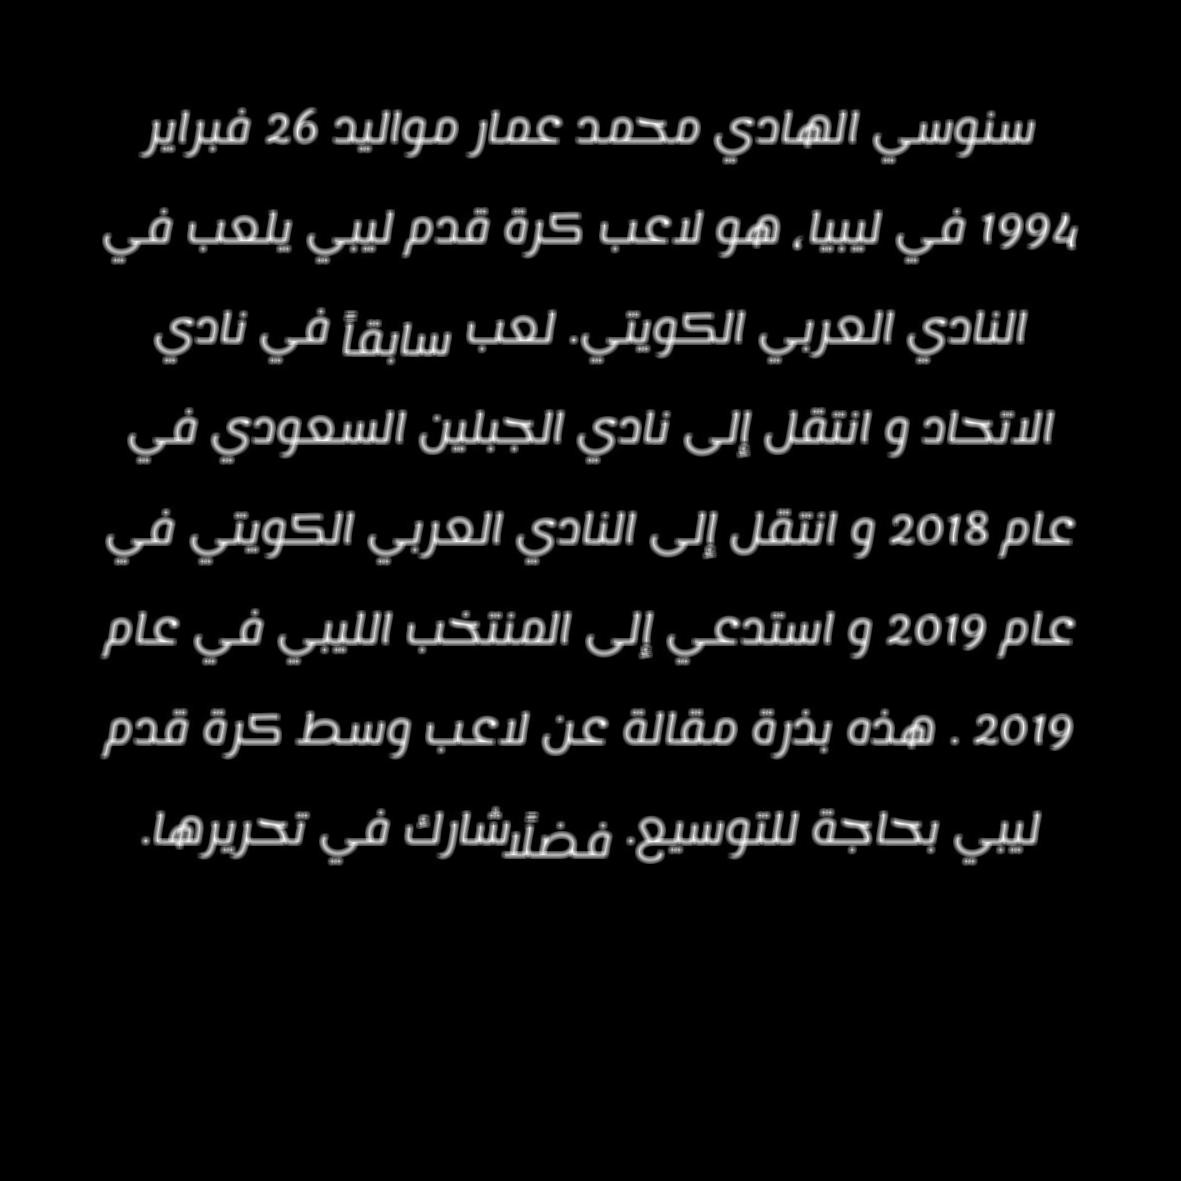 سنوسي الهادي محمد عمار مواليد 26 فبراير
1994 في ليبيا، هو لاعب كرة قدم ليبي يلعب في
النادي العربي الكويتي. لعب سابقاً في نادي
الاتحاد و انتقل إلى نادي الجبلين السعودي في
عام 2018 و انتقل إلى النادي العربي الكويتي في
عام 2019 و استدعي إلى المنتخب الليبي في عام
2019 . هذه بذرة مقالة عن لاعب وسط كرة قدم
ليبي بحاجة للتوسيع. فضلًاشارك في تحريرها.